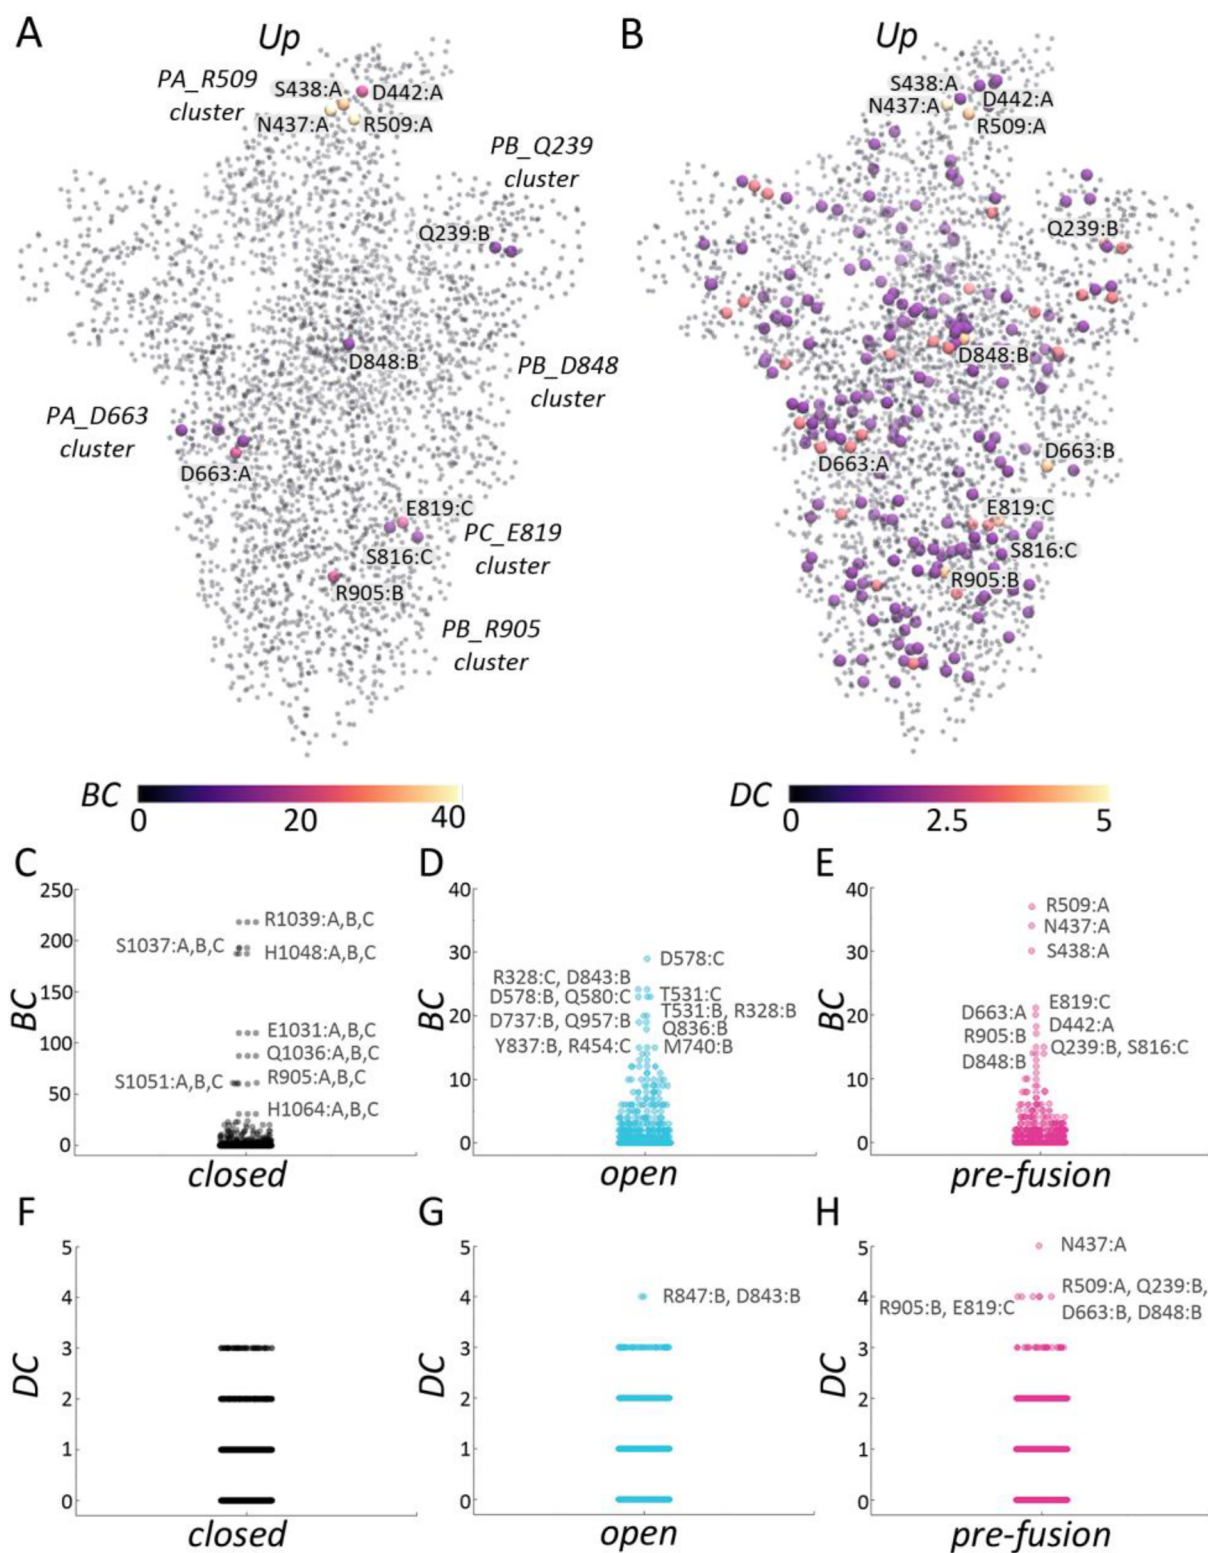 A
Up
PA_R509
cluster
S438:A
D442:A
N437:A
R509:A
PB_Q239
cluster
Q239:B
D848:B
PB_D848
cluster
PA_D663
cluster
D663:A
E819:C
PC_E819
cluster
S816:C
R905:B
PB_R905
cluster
BC
0
20
40
B
Up
S438:A
N437:A
D442:A
R509:A
Q239:B
D848:B
D663:A
D663:B
E819:C
S816:C
R905:B
DC
0
2.5
5
C
BC
250
200
150
100
50
0
R1039:A,B,C
S1037:A,B,C
H1048:A,B,C
E1031:A,B,C
Q1036:A,B,C
S1051:A,B,C
R905:A,B,C
H1064:A,B,C
closed
D
BC
40
30
20
10
0
D578:C
R328:C, D843:B
D578:B, Q580:C
T531:C
T531:B, R328:B
D737:B, Q957:B
Q836:B
Y837:B, R454:C
M740:B
open
E
BC
40
30
20
10
0
R509:A
N437:A
S438:A
E819:C
D663:A
D442:A
R905:B
Q239:B, S816:C
D848:B
pre-fusion
F
DC
5
4
3
2
1
0
closed
G
DC
5
4
3
2
1
0
R847:B, D843:B
open
H
DC
5
4
3
2
1
0
N437:A
R509:A, Q239:B,
R905:B, E819:C
D663:B, D848:B
pre-fusion